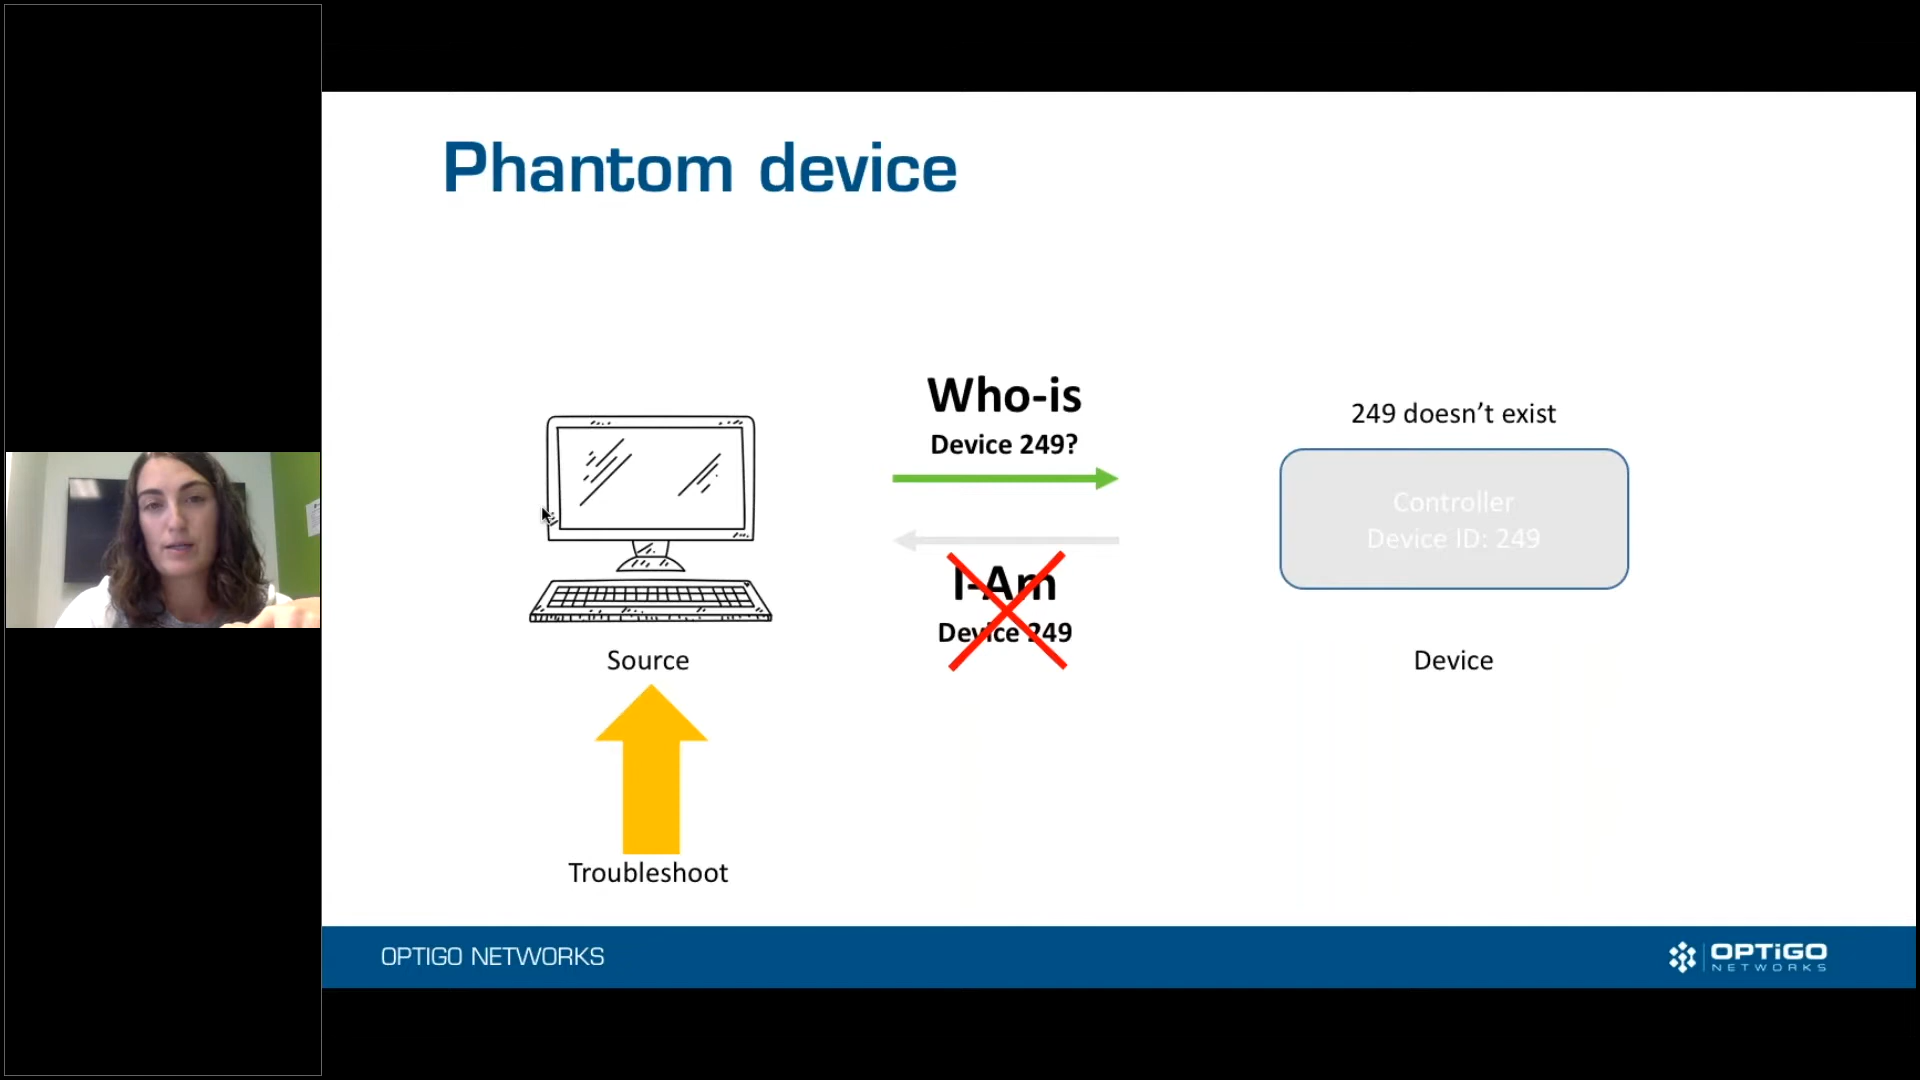 Phantom device
Who-is
Device 249?
249 doesn't exist
Controller
Device ID: 249
I-Am
Device 249
Source
Device
Troubleshoot
OPTIGO NETWORKS
OPTiGO
NETWORKS